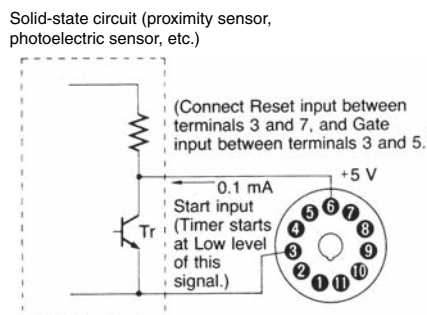 Solid-state circuit (proximity sensor,
photoelectric sensor, etc.)
(Connect Reset input between
terminals 3 and 7, and Gate
input between terminals 3 and 5.
+5 V
0.1 mA
Start input
(Timer starts
at Low level
of this
signal.)
Tr
5 6 7
4 8
3 9
2 10
1 11